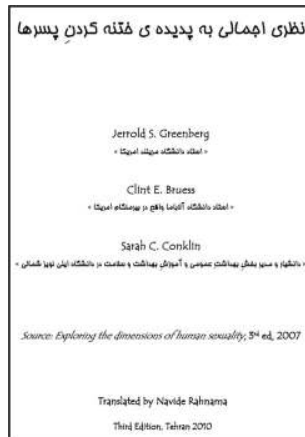 نظری اجمالی به پدیده ی ختنه کردنِ پسرها
Jerrold S. Greenberg
« استاد دانشگاه مریلند امریکا »
Clint E. Bruess
« استاد دانشگاه آلاباما واقع در بیرمنگام امریکا »
Sarah C. Conklin
« دانشیار و مدیر بخش بهداشت عمومی و آموزش بهداشت و سلامت در دانشگاه ایلی نویز شمالی »
Source: Exploring the dimensions of human sexuality, 3rd ed, 2007
Translated by Navide Rahnama
Third Edition, Tehran 2010